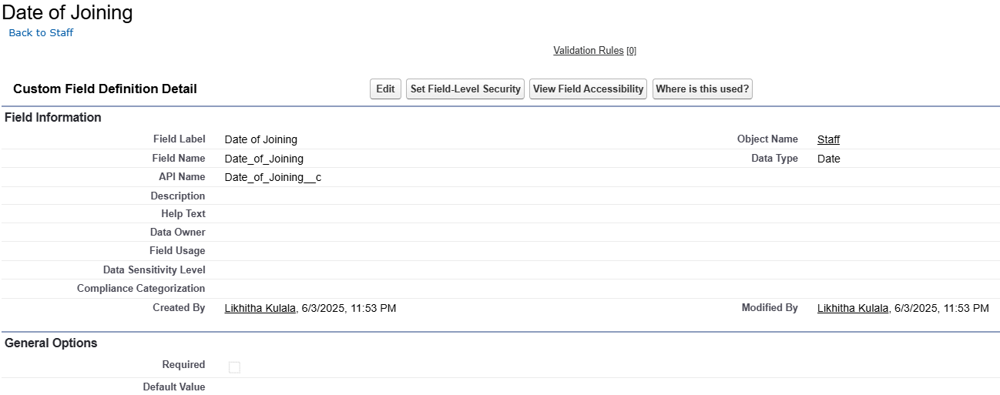 Date of Joining
Back to Staff
Validation Rules [0]
Custom Field Definition Detail Edit Set Field-Level Security View Field Accessibility Where is this used?
Field Information
Field Label Date of Joining Object Name Staff
Field Name Date_of_Joining Data Type Date
API Name Date_of_Joining__c
Description
Help Text
Data Owner
Field Usage
Data Sensitivity Level
Compliance Categorization
Created By Likhitha Kulala, 6/3/2025, 11:53 PM Modified By Likhitha Kulala, 6/3/2025, 11:53 PM
General Options
Required
Default Value